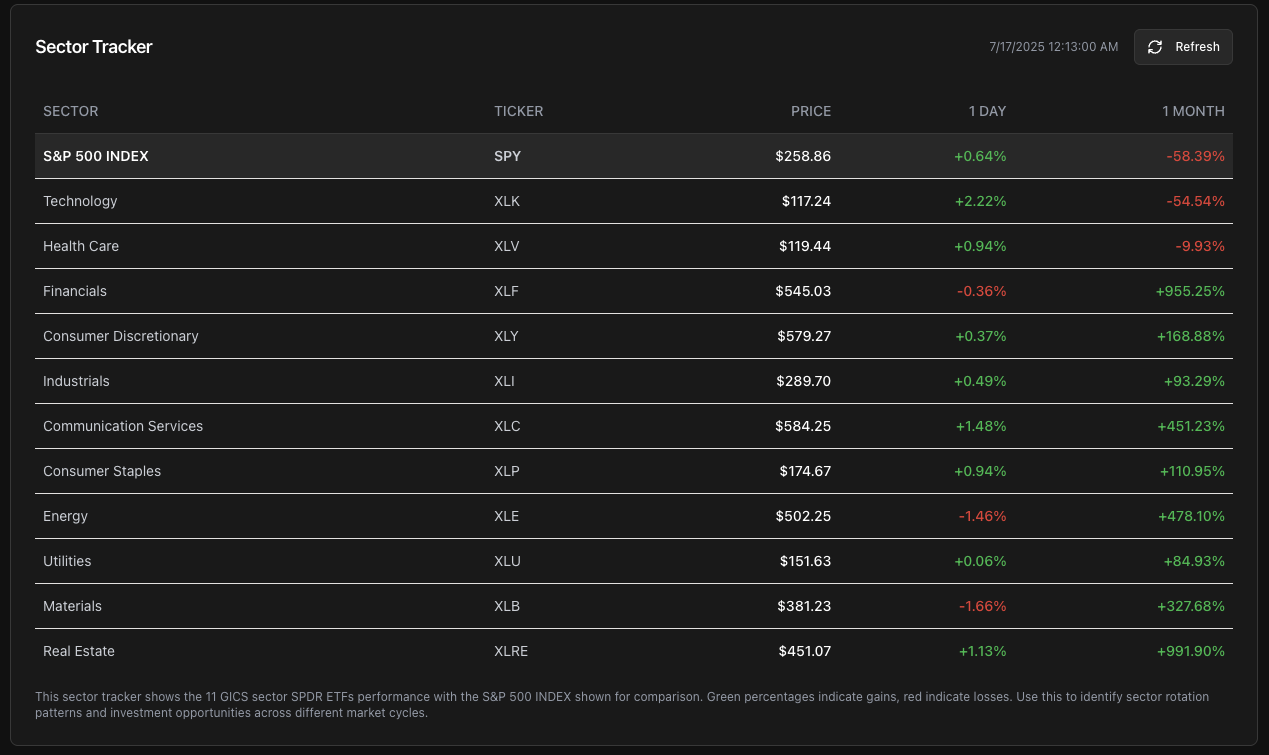 Sector Tracker 7/17/2025 12:13:00 AM Refresh
SECTOR TICKER PRICE 1 DAY 1 MONTH
S&P 500 INDEX SPY $258.86 +0.64% -58.39%
Technology XLK $117.24 +2.22% -54.54%
Health Care XLV $119.44 +0.94% -9.93%
Financials XLF $545.03 -0.36% +955.25%
Consumer Discretionary XLY $579.27 +0.37% +168.88%
Industrials XLI $289.70 +0.49% +93.29%
Communication Services XLC $584.25 +1.48% +451.23%
Consumer Staples XLP $174.67 +0.94% +110.95%
Energy XLE $502.25 -1.46% +478.10%
Utilities XLU $151.63 +0.06% +84.93%
Materials XLB $381.23 -1.66% +327.68%
Real Estate XLRE $451.07 +1.13% +991.90%
This sector tracker shows the 11 GICS sector SPDR ETFs performance with the S&P 500 INDEX shown for comparison. Green percentages indicate gains, red indicate losses. Use this to identify sector rotation
patterns and investment opportunities across different market cycles.